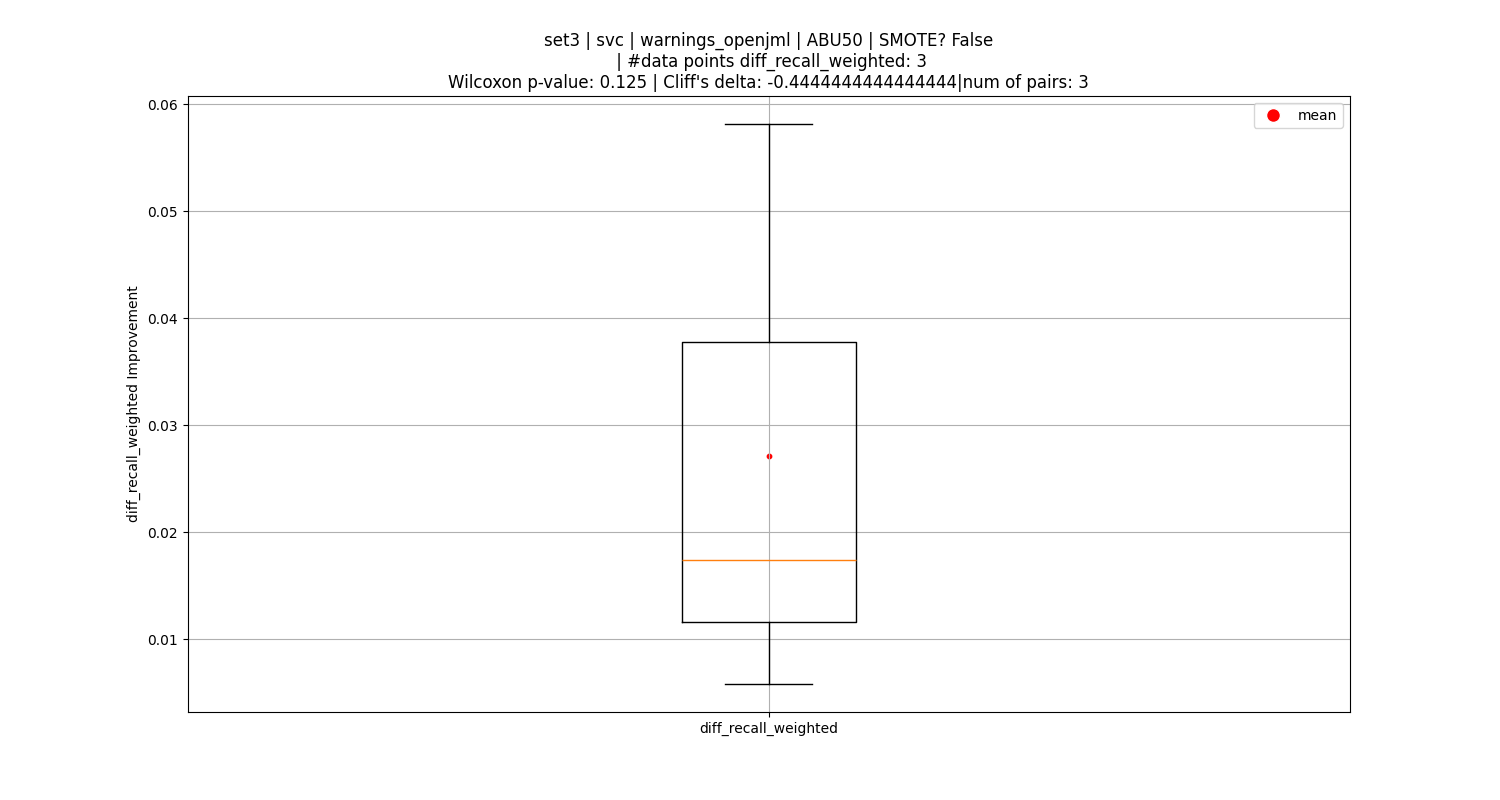 set3 | svc | warnings_openjml | ABU50 | SMOTE? False
| #data points diff_recall_weighted: 3
Wilcoxon p-value: 0.125 | Cliff's delta: -0.4444444444444444|num of pairs: 3
mean
0.06
0.05
0.04
0.03
0.02
0.01
diff_recall_weighted Improvement
diff_recall_weighted